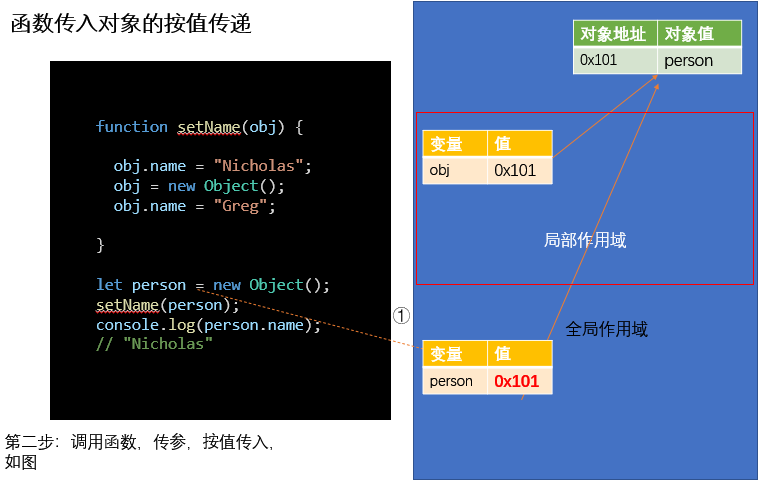 函数传入对象的按值传递
function setName(obj) {
obj.name = "Nicholas";
obj = new Object();
obj.name = "Greg";
}
let person = new Object();
setName(person);
console.log(person.name);
// "Nicholas"
第二步：调用函数，传参，按值传入，
如图
对象地址 对象值
0x101 person
变量 值
obj 0x101
局部作用域
①
全局作用域
变量 值
person 0x101